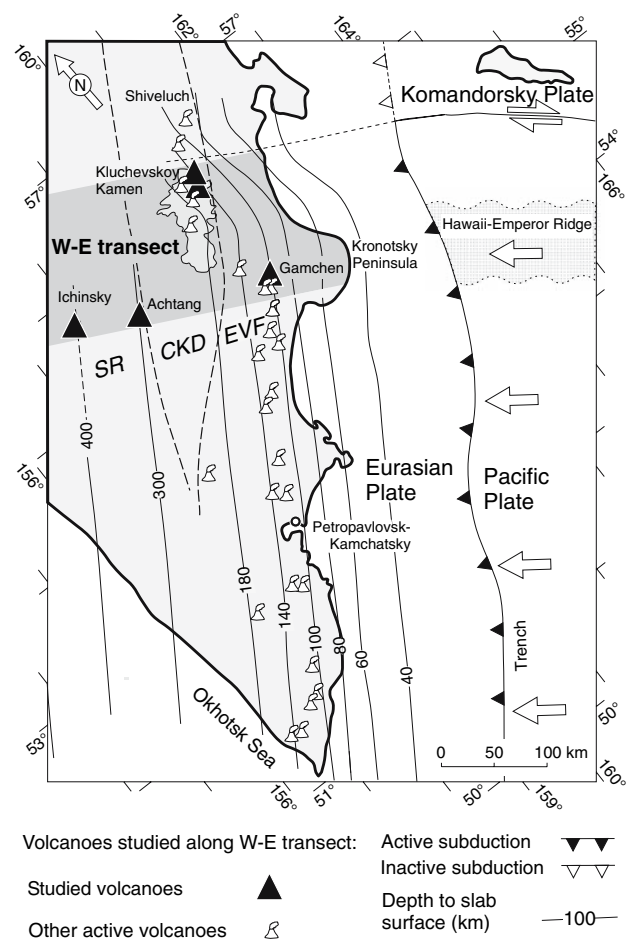 162°
57°
164°
55°
160°
N
Shiveluch
Komandorsky Plate
54°
Kluchevskoy
Kamen
57°
166°
Hawaii-Emperor Ridge
W-E transect
Kronotsky
Peninsula
Gamchen
Ichinsky
Achtang
SR
CKD
EVF
400
300
156°
Eurasian
Plate
Pacific
Plate
Petropavlovsk-
Kamchatsky
180
140
100
80
60
40
Trench
Okhotsk Sea
50°
53°
0 50 100 km
160°
156°
51°
50°
159°
Volcanoes studied along W-E transect:
Studied volcanoes
Other active volcanoes
Active subduction
Inactive subduction
Depth to slab
surface (km)
100